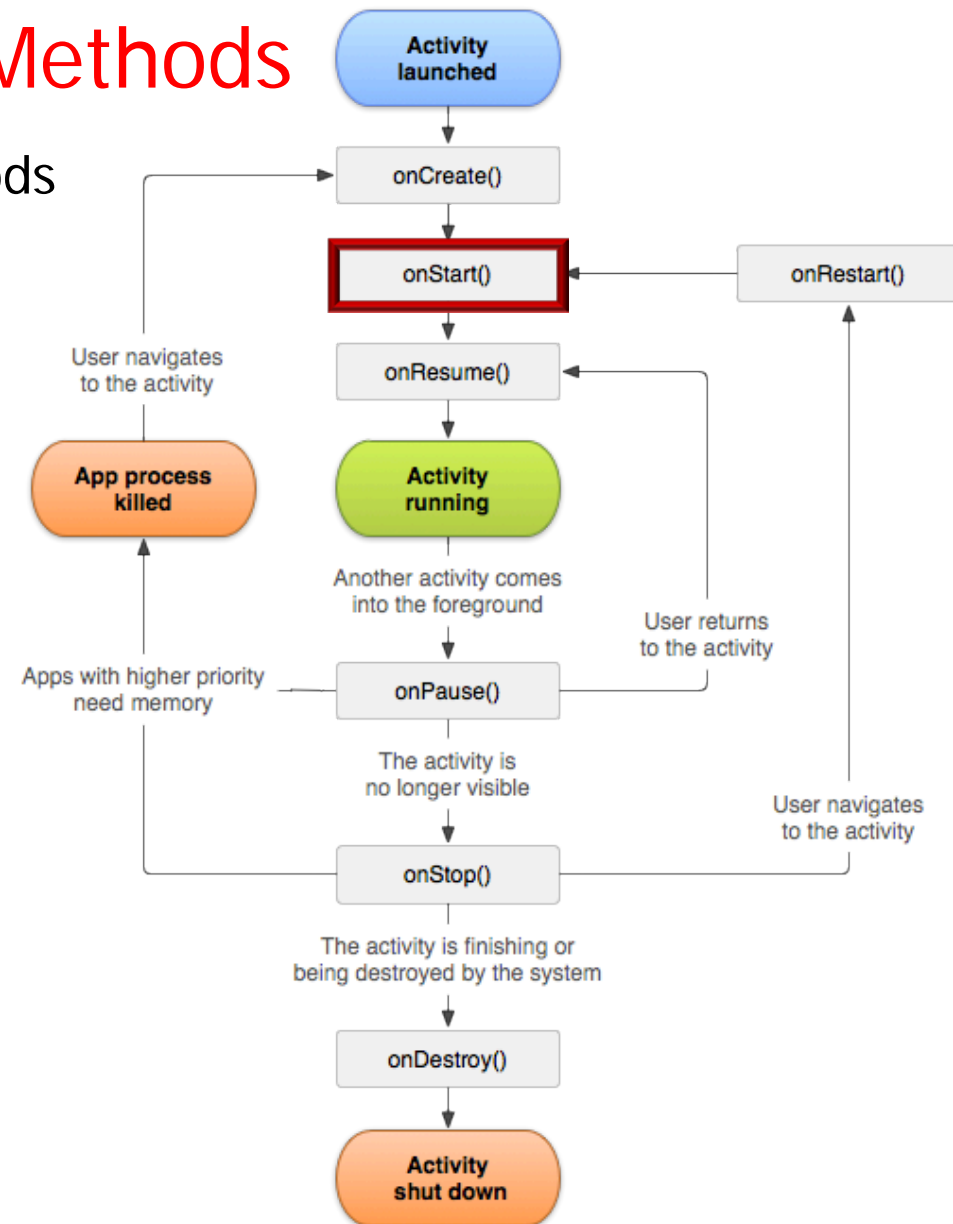 Methods
ods
Activity
launched
onCreate()
onStart()
onRestart()
onResume()
User navigates
to the activity
App process
killed
Activity
running
Another activity comes
into the foreground
User returns
to the activity
Apps with higher priority
need memory
onPause()
The activity is
no longer visible
User navigates
to the activity
onStop()
The activity is finishing or
being destroyed by the system
onDestroy()
Activity
shut down